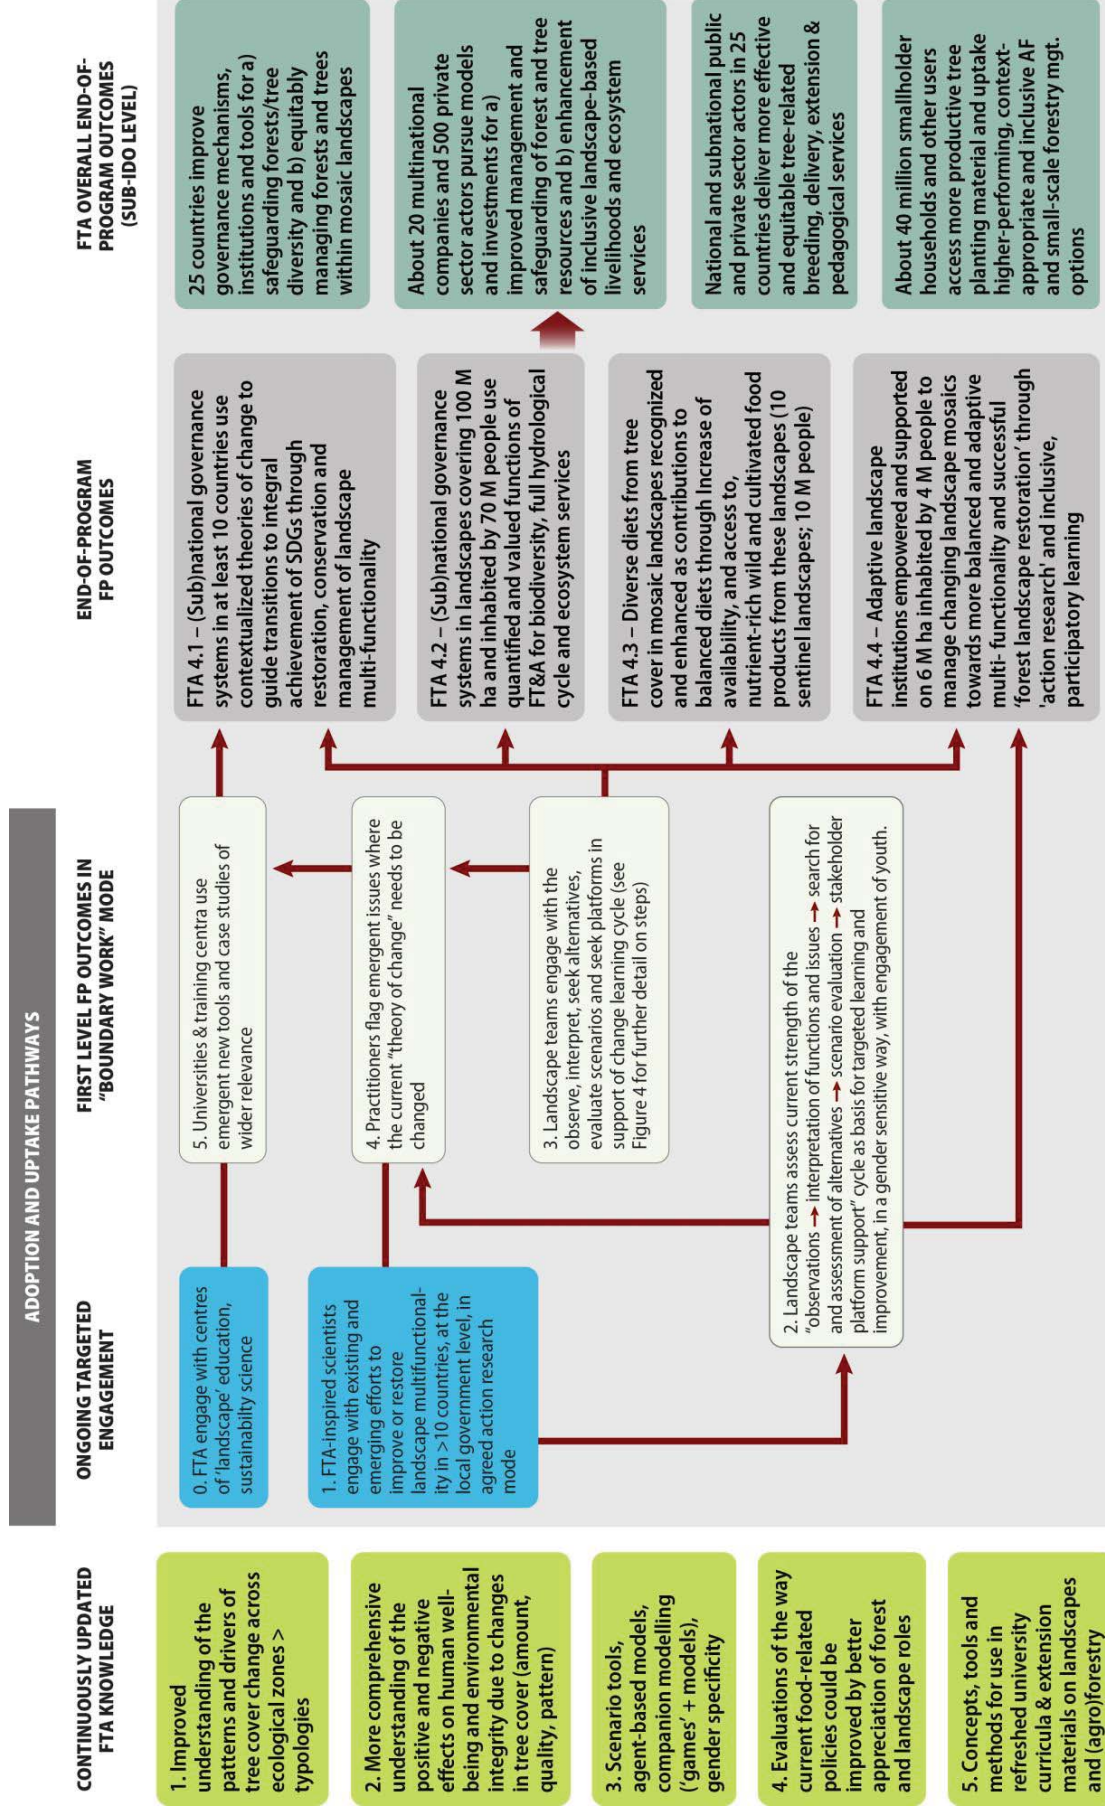 ADOPTION AND UPTAKE PATHWAYS
CONTINUOUSLY UPDATED
FTA KNOWLEDGE
ONGOING TARGETED
ENGAGEMENT
FIRST LEVEL FP OUTCOMES IN
“BOUNDARY WORK” MODE
END-OF-PROGRAM
FP OUTCOMES
FTA OVERALL END-OF-
PROGRAM OUTCOMES
(SUB-IDO LEVEL)
1. Improved
understanding of the
patterns and drivers of
tree cover change across
ecological zones >
typologies
2. More comprehensive
understanding of the
positive and negative
effects on human well-
being and environmental
integrity due to changes
in tree cover (amount,
quality, pattern)
3. Scenario tools,
agent-based models,
companion modelling
(‘games’ + models),
gender specificity
4. Evaluations of the way
current food-related
policies could be
improved by better
appreciation of forest
and landscape roles
5. Concepts, tools and
methods for use in
refreshed university
curricula & extension
materials on landscapes
and (agro)forestry
0. FTA engage with centres
of ‘landscape’ education,
sustainabilty science
1. FTA-inspired scientists
engage with existing and
emerging efforts to
improve or restore
landscape multifunctional-
ity in >10 countries, at the
local government level, in
agreed action research
mode
5. Universities & training centra use
emergent new tools and case studies of
wider relevance
4. Practitioners flag emergent issues where
the current “theory of change” needs to be
changed
3. Landscape teams engage with the
observe, interpret, seek alternatives,
evaluate scenarios and seek platforms in
support of change learning cycle (see
Figure 4 for further detail on steps)
2. Landscape teams assess current strength of the
“observations → interpretation of functions and issues → search for
and assessment of alternatives → scenario evaluation → stakeholder
platform support” cycle as basis for targeted learning and
improvement, in a gender sensitive way, with engagement of youth.
FTA 4.1 – (Sub)national governance
systems in at least 10 countries use
contextualized theories of change to
guide transitions to integral
achievement of SDGs through
restoration, conservation and
management of landscape
multi-functionality
FTA 4.2 – (Sub)national governance
systems in landscapes covering 100 M
ha and inhabited by 70 M people use
quantified and valued functions of
FT&A for biodiversity, full hydrological
cycle and ecosystem services
FTA 4.3 – Diverse diets from tree
cover in mosaic landscapes recognized
and enhanced as contributions to
balanced diets through Increase of
availability, and access to,
nutrient-rich wild and cultivated food
products from these landscapes (10
sentinel landscapes; 10 M people)
FTA 4.4 – Adaptive landscape
institutions empowered and supported
on 6 M ha inhabited by 4 M people to
manage changing landscape mosaics
towards more balanced and adaptive
multi- functionality and successful
‘forest landscape restoration’ through
'action research' and inclusive,
participatory learning
25 countries improve
governance mechanisms,
institutions and tools for a)
safeguarding forests/tree
diversity and b) equitably
managing forests and trees
within mosaic landscapes
About 20 multinational
companies and 500 private
sector actors pursue models
and investments for a)
improved management and
safeguarding of forest and tree
resources and b) enhancement
of inclusive landscape-based
livelihoods and ecosystem
services
National and subnational public
and private sector actors in 25
countries deliver more effective
and equitable tree-related
breeding, delivery, extension &
pedagogical services
About 40 million smallholder
households and other users
access more productive tree
planting material and uptake
higher-performing, context-
appropriate and inclusive AF
and small-scale forestry mgt.
options